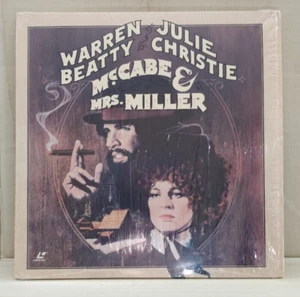 WARREN BEATTY
JULIE CHRISTIE
McCABE &
MRS. MILLER